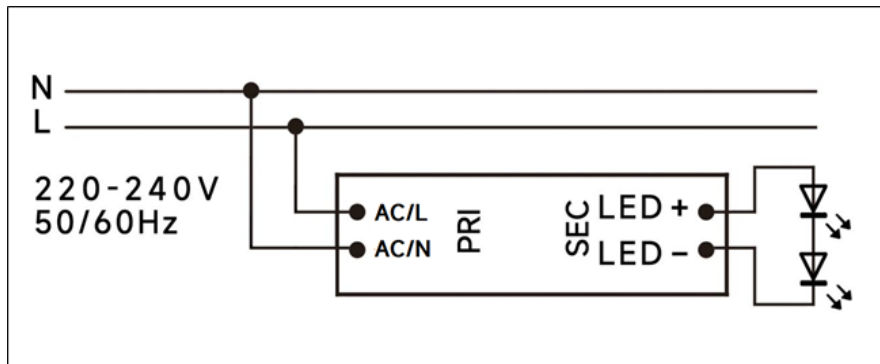 N
L
220-240V
50/60Hz
AC/L
AC/N
PRI
SEC
LED +
LED -